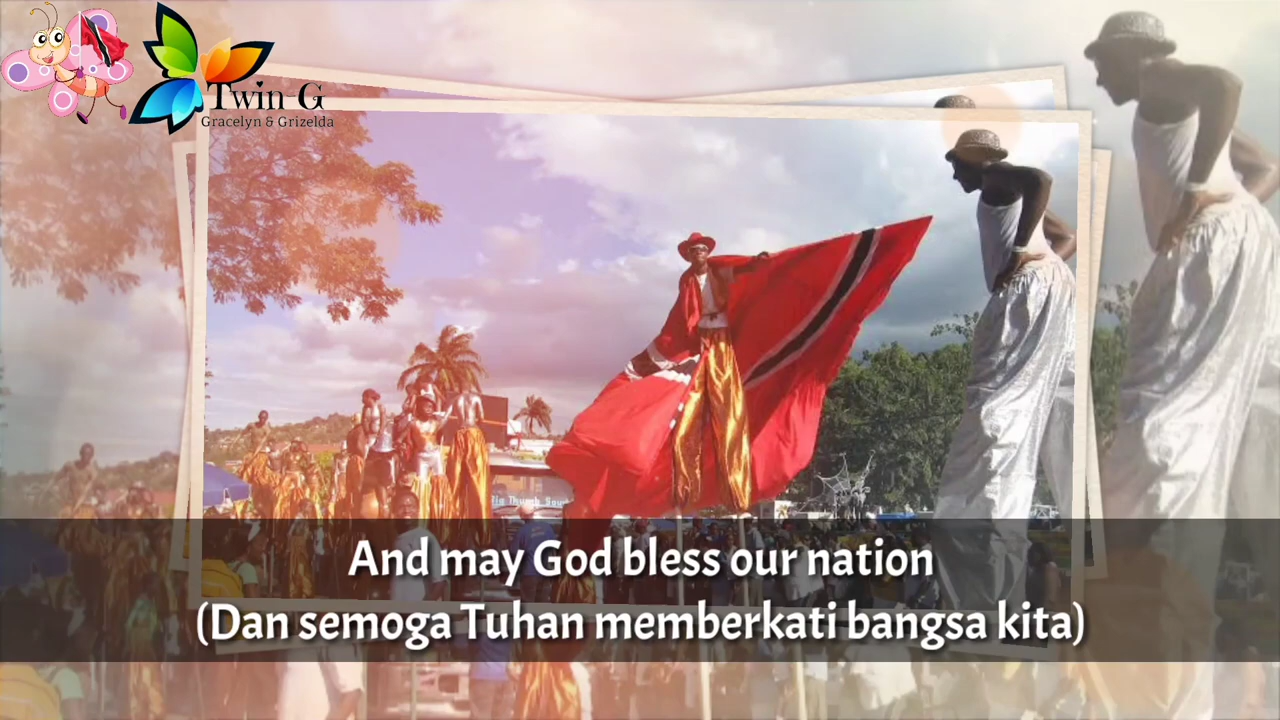 Twin G
Gracelyn & Grizelda
And may God bless our nation
(Dan semoga Tuhan memberkati bangsa kita)